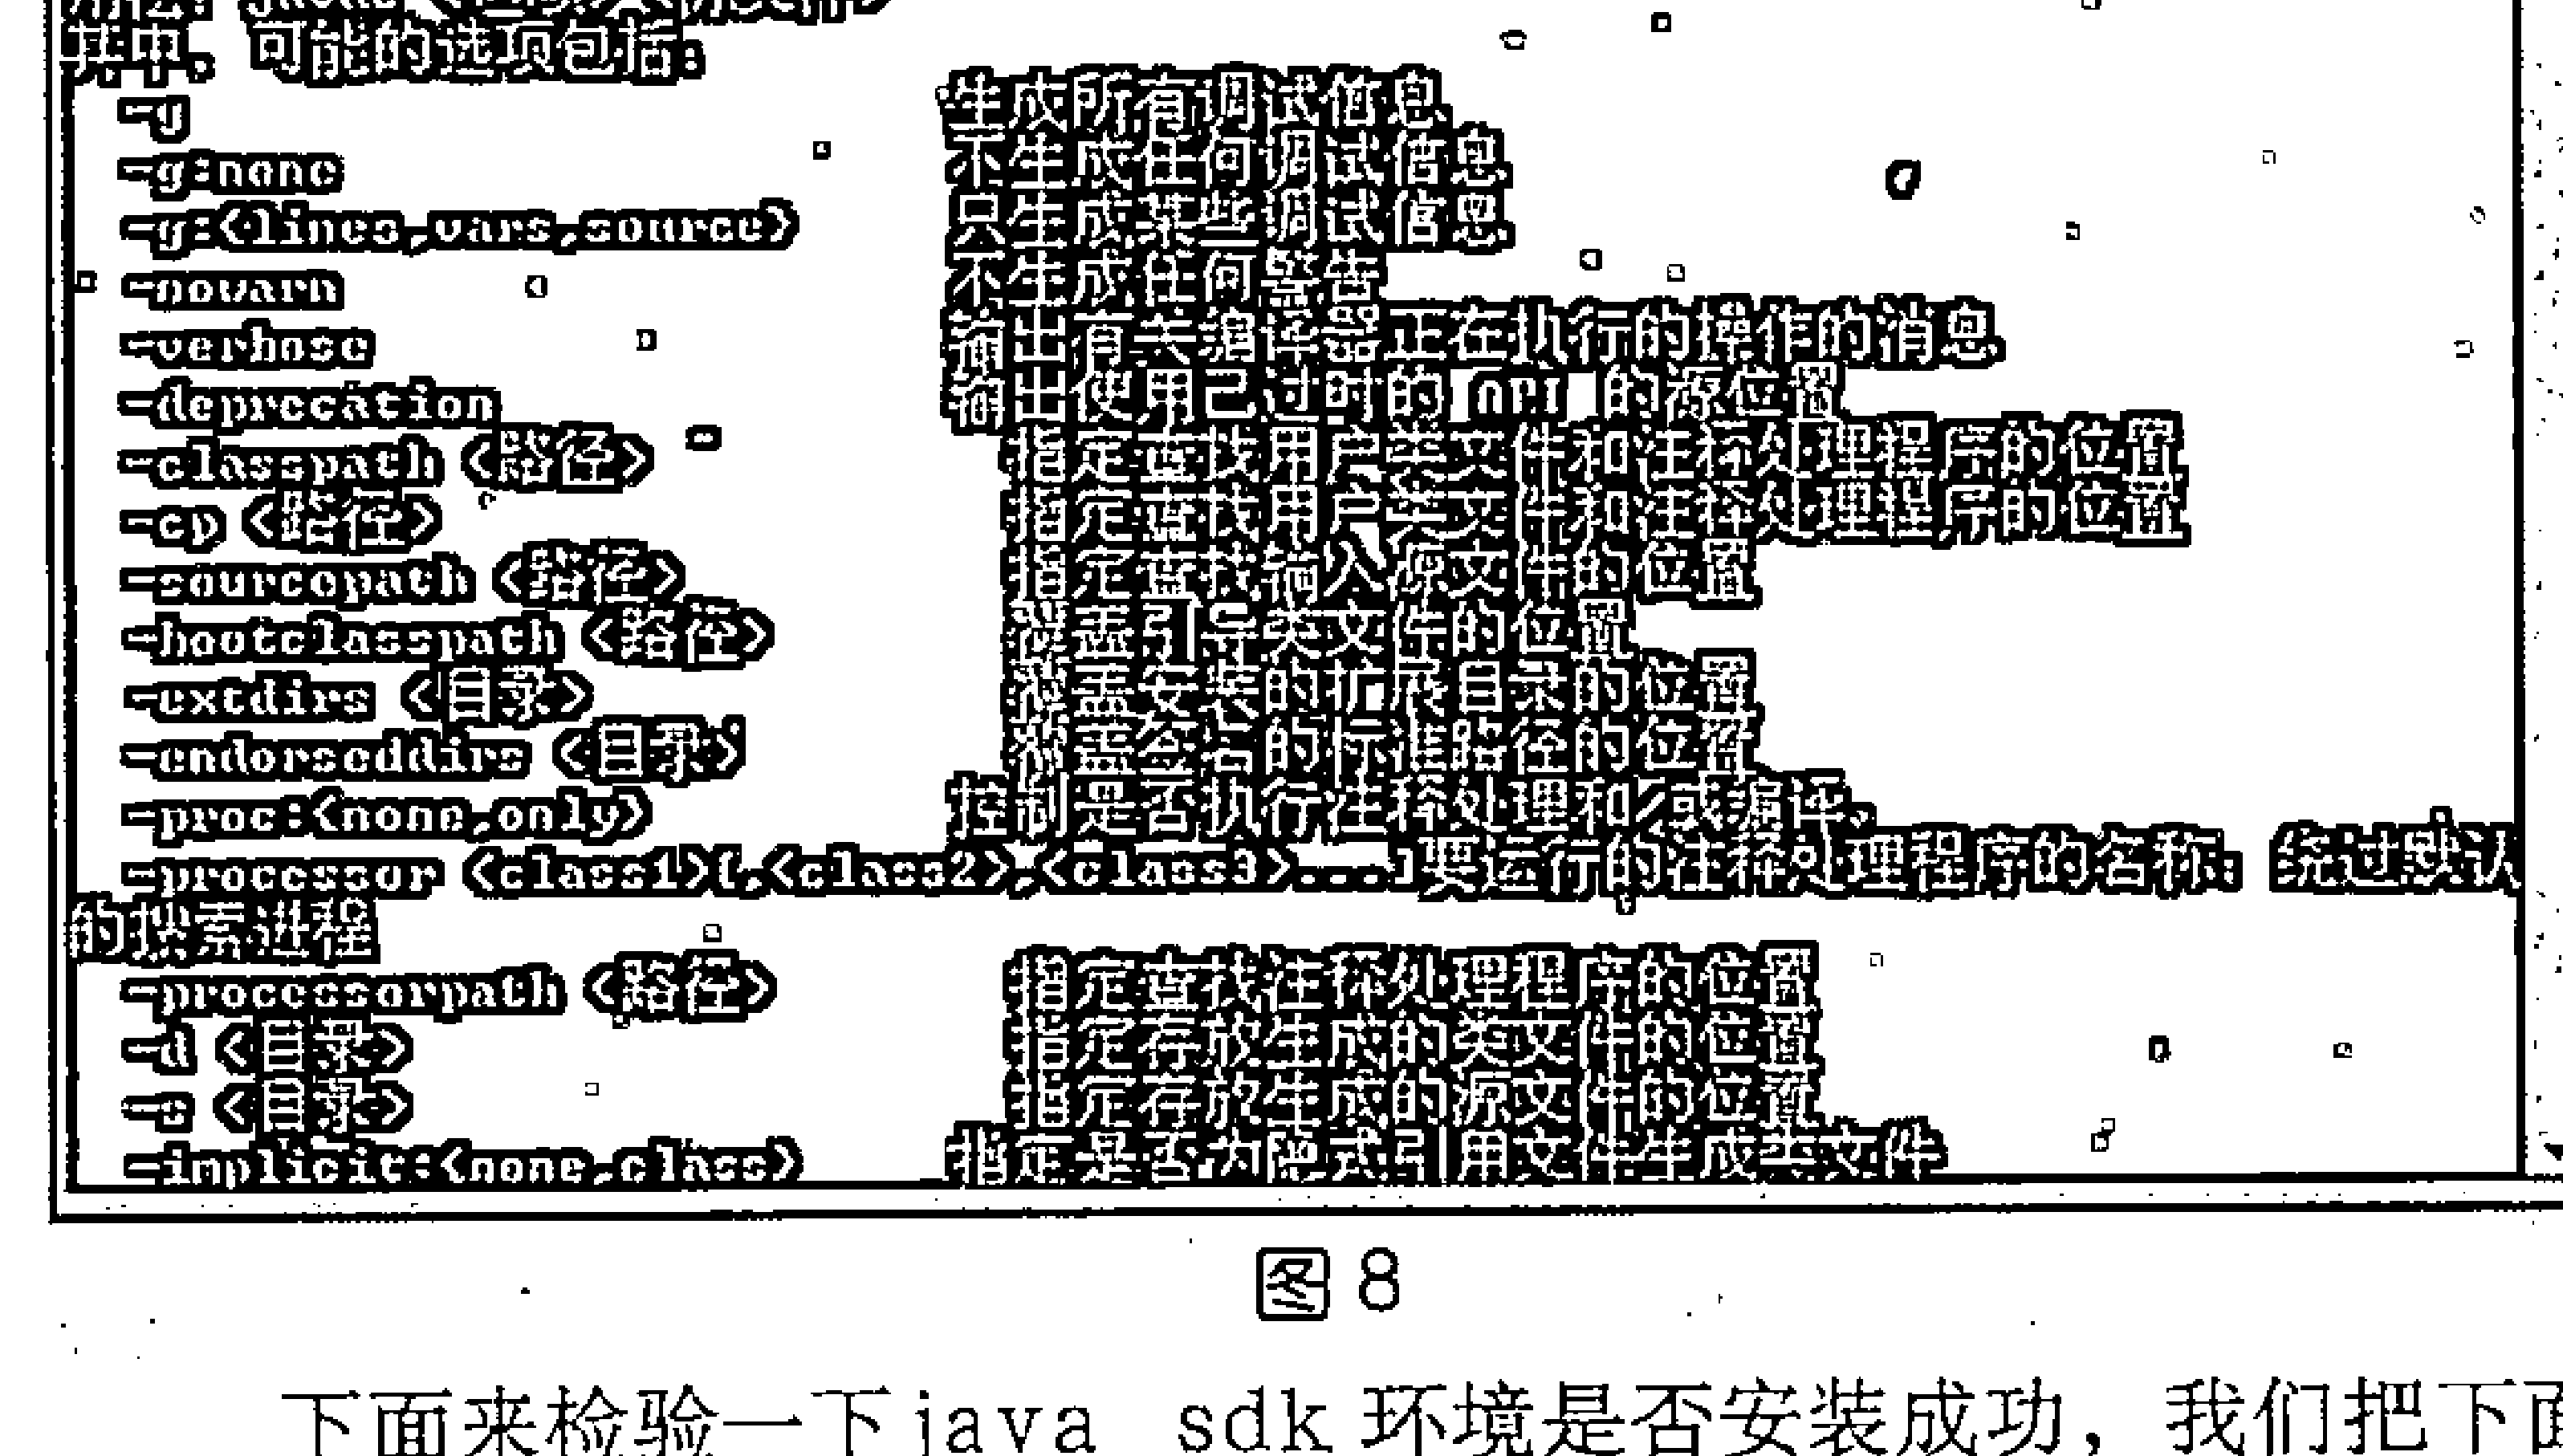 其中，可能的选项包括：
-g 生成所有调试信息
-g:none 不生成任何调试信息
-g:{lines,vars,source} 只生成某些调试信息
-nowarn 不生成任何警告
-verbose 输出有关编译器正在执行的操作的消息
-deprecation 输出使用已过时的 API 的源位置
-classpath <路径> 指定查找用户类文件和注释处理程序的位置
-cp <路径> 指定查找用户类文件和注释处理程序的位置
-sourcepath <路径> 指定查找输入源文件的位置
-bootclasspath <路径> 覆盖引导类文件的位置
-extdirs <目录> 覆盖安装的扩展目录的位置
-endorseddirs <目录> 覆盖签名的标准路径的位置
-proc:{none,only} 控制是否执行注释处理和/或编译。
-processor <class1>[,<class2>,<class3>...]要运行的注释处理程序的名称；绕过默认
的搜索进程
-processorpath <路径> 指定查找注释处理程序的位置
-d <目录> 指定存放生成的类文件的位置
-s <目录> 指定存放生成的源文件的位置
-implicit:{none,class} 指定是否为隐式引用文件生成类文件
图 8
下面来检验一下java sdk 环境是否安装成功，我们把下面